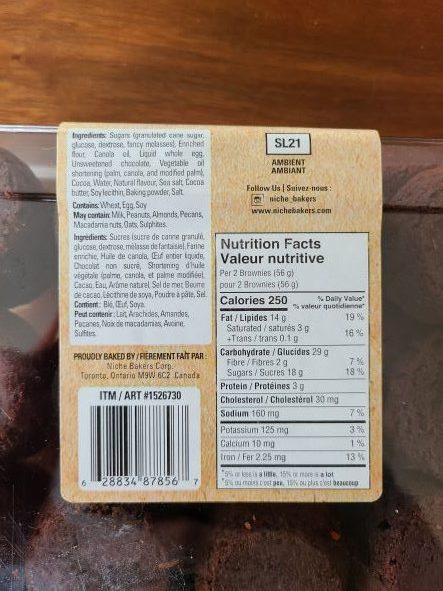 Ingredients: Sugars (granulated cane sugar,
glucose, dextrose, fancy molasses), Enriched
flour, Canola oil, Liquid whole egg,
Unsweetened chocolate, Vegetable oil
shortening (palm, canola, and modified palm),
Cocoa, Water, Natural flavour, Sea salt, Cocoa
butter, Soy lecithin, Baking powder, Salt.
Contains: Wheat, Egg, Soy
May contain: Milk, Peanuts, Almonds, Pecans,
Macadamia nuts, Oats, Sulphites.
Ingrédients: Sucres (sucre de canne granulé,
glucose, dextrose, mélasse de fantaisie), Farine
enrichie, Huile de canola, Œuf entier liquide,
Chocolat non sucré, Shortening d'huile
végétale (palme, canola, et palme modifiée),
Cacao, Eau, Arôme naturel, Sel de mer, Beurre
de cacao, Lécithine de soya, Poudre à pâte, Sel.
Contient: Blé, Œuf, Soya.
Peut contenir: Lait, Arachides, Amandes,
Pacanes, Noix de macadamias, Avoine,
Sulfites.
PROUDLY BAKED BY / FIÈREMENT FAIT PAR :
Niche Bakers Corp.
Toronto, Ontario M9W 6C2 Canada
ITM / ART #1526730
6 28834 87856 7
SL21
AMBIENT
AMBIANT
Follow Us | Suivez-nous :
niche_bakers
www.nichebakers.com
Nutrition Facts
Valeur nutritive
Per 2 Brownies (56 g)
pour 2 Brownies (56 g)
Calories 250 % Daily Value*
% valeur quotidienne*
Fat / Lipides 14 g 19 %
Saturated / saturés 3 g
+Trans / trans 0.1 g 16 %
Carbohydrate / Glucides 29 g
Fibre / Fibres 2 g 7 %
Sugars / Sucres 18 g 18 %
Protein / Protéines 3 g
Cholesterol / Cholestérol 30 mg
Sodium 160 mg 7 %
Potassium 125 mg 3 %
Calcium 10 mg 1 %
Iron / Fer 2.25 mg 13 %
*5% or less is a little, 15% or more is a lot
*5% ou moins c'est peu, 15% ou plus c'est beaucoup